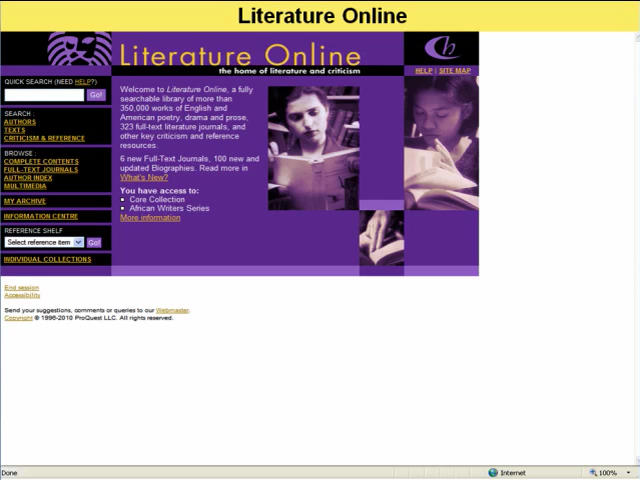 Literature Online
Literature Online
the home of literature and criticism
Ch
HELP | SITE MAP
QUICK SEARCH (NEED HELP?)
Go!
SEARCH :
AUTHORS
TEXTS
CRITICISM & REFERENCE
BROWSE :
COMPLETE CONTENTS
FULL-TEXT JOURNALS
AUTHOR INDEX
MULTIMEDIA
MY ARCHIVE
INFORMATION CENTRE
REFERENCE SHELF
Select reference item Go!
INDIVIDUAL COLLECTIONS
Welcome to Literature Online, a fully
searchable library of more than
350,000 works of English and
American poetry, drama and prose,
323 full-text literature journals, and
other key criticism and reference
resources.
6 new Full-Text Journals, 100 new and
updated Biographies. Read more in
What's New?
You have access to:
Core Collection
African Writers Series
More information
End session
Accessibility
Send your suggestions, comments or queries to our Webmaster.
Copyright © 1996-2010 ProQuest LLC. All rights reserved.
Done Internet 100%